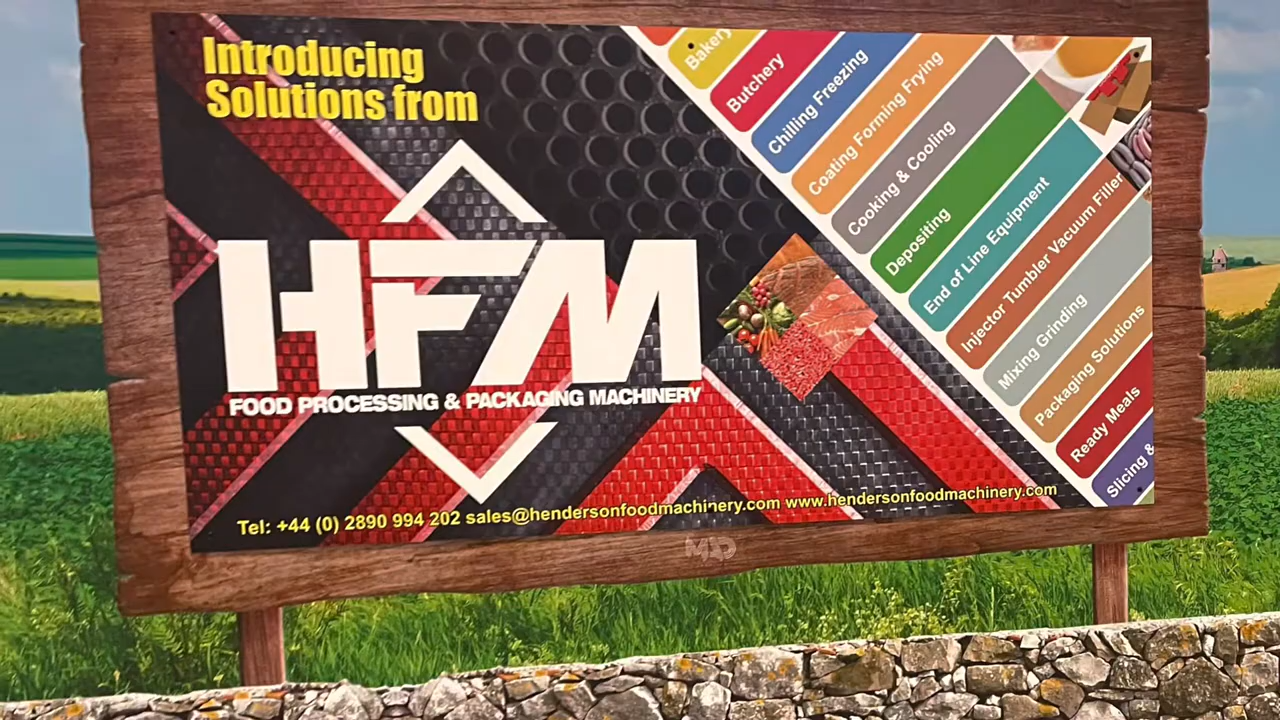 Introducing
Solutions from
HFM
FOOD PROCESSING & PACKAGING MACHINERY
Tel: +44 (0) 2890 994 202 sales@hendersonfoodmachinery.com www.hendersonfoodmachinery.com
Bakery
Butchery
Chilling Freezing
Coating Forming Frying
Cooking & Cooling
Depositing
End of Line Equipment
Injector Tumbler Vacuum Filler
Mixing Grinding
Packaging Solutions
Ready Meals
Slicing &